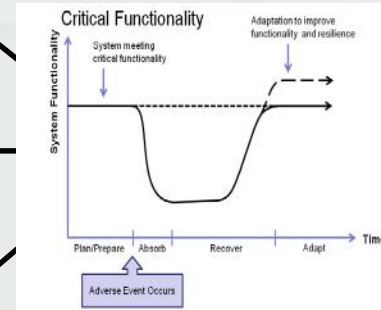 Critical Functionality
Adaptation to improve
functionality and resilience
System meeting
critical functionality
System Functionality
Time
Plan/Prepare
Absorb
Recover
Adapt
Adverse Event Occurs